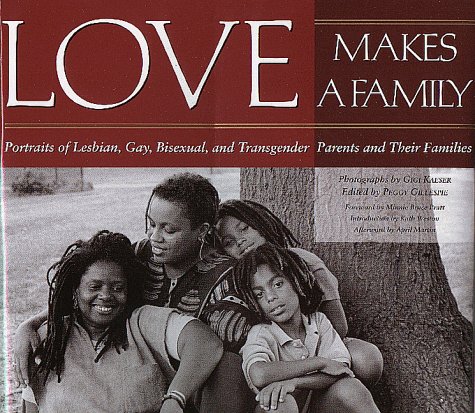 LOVE
MAKES
A FAMILY
Portraits of Lesbian, Gay, Bisexual, and Transgender Parents and Their Families
Photographs by GIGI KAESER
Edited by PEGGY GILLESPIE
Foreword by Minnie Bruce Pratt
Introduction by Kath Weston
Afterword by April Martin